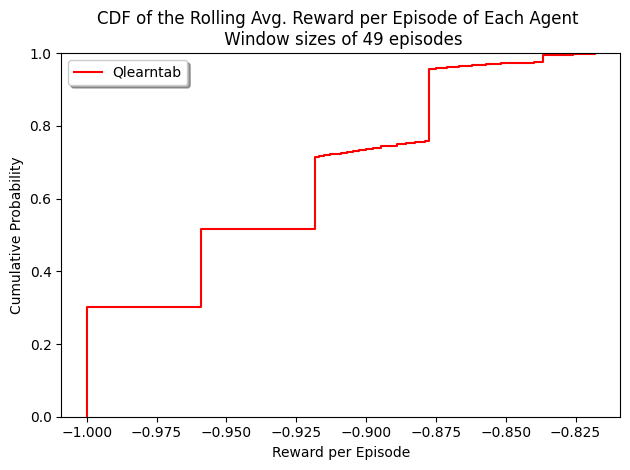 CDF of the Rolling Avg. Reward per Episode of Each Agent
Window sizes of 49 episodes
Qlearntab
Cumulative Probability
1.0
0.8
0.6
0.4
0.2
0.0
−1.000 −0.975 −0.950 −0.925 −0.900 −0.875 −0.850 −0.825
Reward per Episode